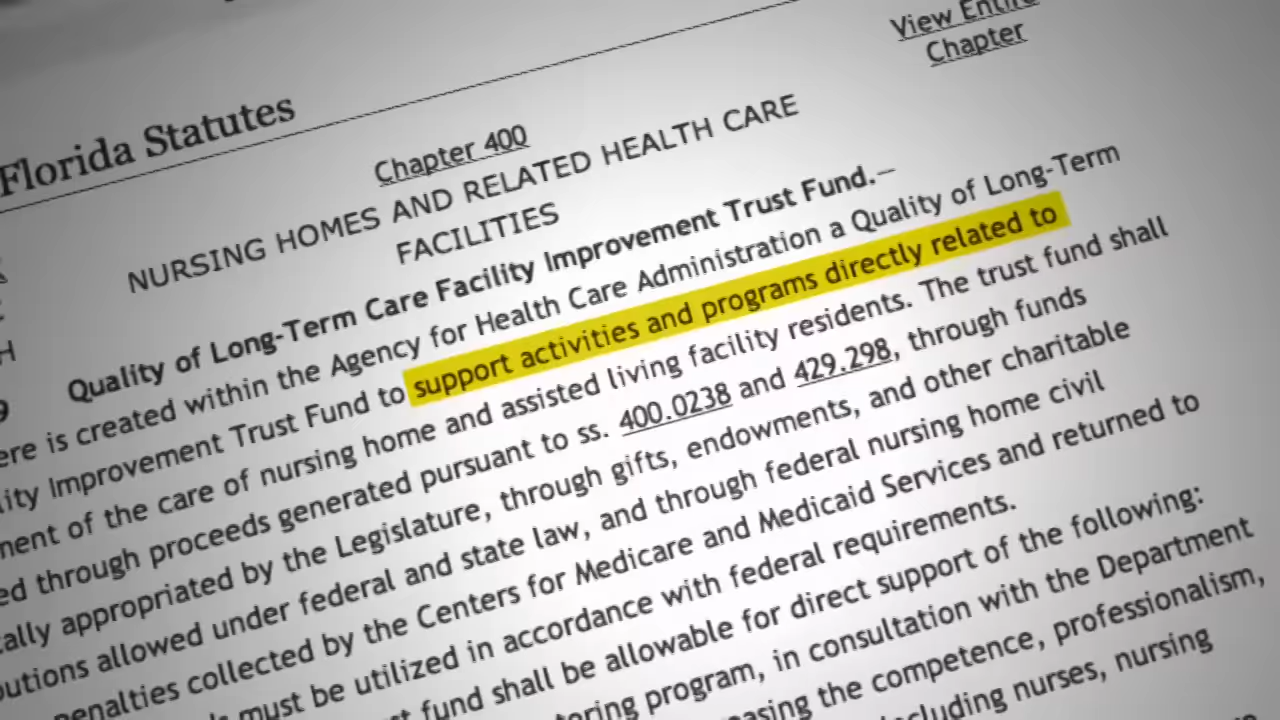 View Entire
Chapter
Florida Statutes
Chapter 400
NURSING HOMES AND RELATED HEALTH CARE
FACILITIES
Quality of Long-Term Care Facility Improvement Trust Fund.—
ere is created within the Agency for Health Care Administration a Quality of Long-Term
lity Improvement Trust Fund to support activities and programs directly related to
ment of the care of nursing home and assisted living facility residents. The trust fund shall
ed through proceeds generated pursuant to ss. 400.0238 and 429.298, through funds
cally appropriated by the Legislature, through gifts, endowments, and other charitable
butions allowed under federal and state law, and through federal nursing home civil
penalties collected by the Centers for Medicare and Medicaid Services and returned to
must be utilized in accordance with federal requirements.
st fund shall be allowable for direct support of the following:
toring program, in consultation with the Department
easing the competence, professionalism,
including nurses, nursing